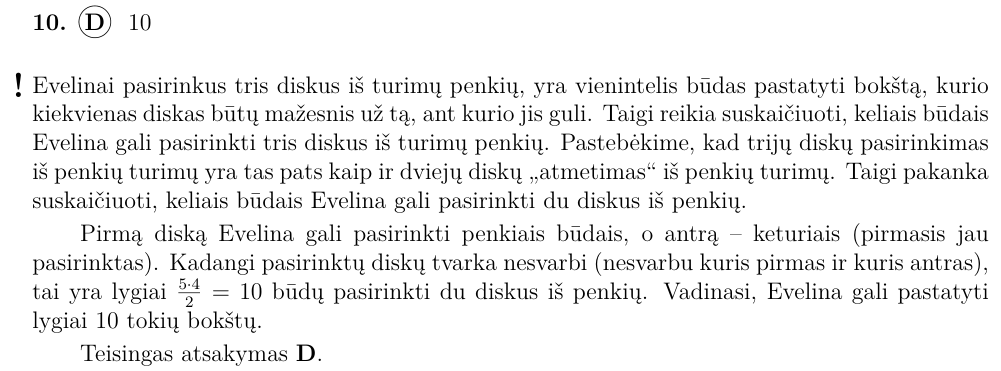 10. D 10
! Evelinai pasirinkus tris diskus iš turimų penkių, yra vienintelis būdas pastatyti bokštą, kurio
kiekvienas diskas būtų mažesnis už tą, ant kurio jis guli. Taigi reikia suskaičiuoti, keliais būdais
Evelina gali pasirinkti tris diskus iš turimų penkių. Pastebėkime, kad trijų diskų pasirinkimas
iš penkių turimų yra tas pats kaip ir dviejų diskų „atmetimas“ iš penkių turimų. Taigi pakanka
suskaičiuoti, keliais būdais Evelina gali pasirinkti du diskus iš penkių.
Pirmą diską Evelina gali pasirinkti penkiais būdais, o antrą – keturiais (pirmasis jau
pasirinktas). Kadangi pasirinktų diskų tvarka nesvarbi (nesvarbu kuris pirmas ir kuris antras),
tai yra lygiai \frac{5·4}{2} = 10 būdų pasirinkti du diskus iš penkių. Vadinasi, Evelina gali pastatyti
lygiai 10 tokių bokštų.
Teisingas atsakymas D.